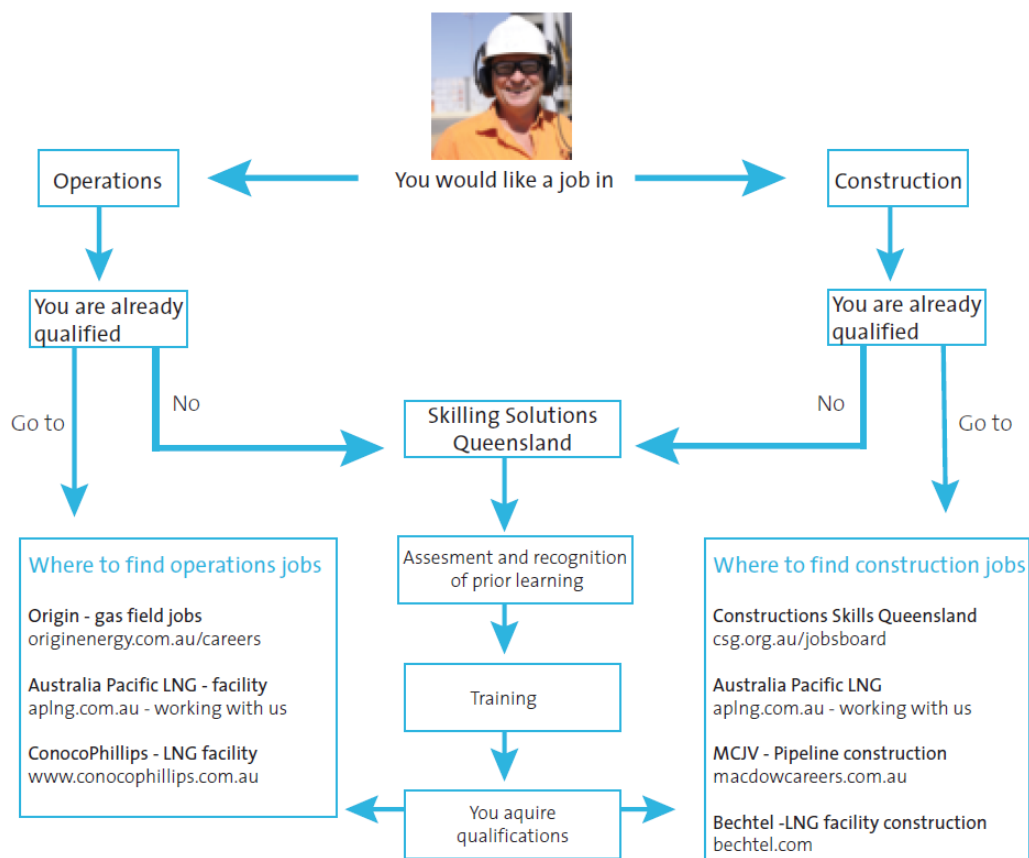 You would like a job in
Operations
Construction
You are already
qualified
You are already
qualified
Go to
No
Skilling Solutions
Queensland
No
Go to
Where to find operations jobs
Origin - gas field jobs
originenergy.com.au/careers
Australia Pacific LNG - facility
aplng.com.au - working with us
ConocoPhillips - LNG facility
www.conocophillips.com.au
Assesment and recognition
of prior learning
Training
You aquire
qualifications
Where to find construction jobs
Constructions Skills Queensland
csg.org.au/jobsboard
Australia Pacific LNG
aplng.com.au - working with us
MCJV - Pipeline construction
macdowcareers.com.au
Bechtel -LNG facility construction
bechtel.com